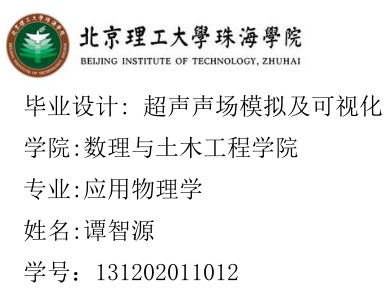 北京理工大學珠海學院
BEIJING INSTITUTE OF TECHNOLOGY, ZHUHAI
毕业设计: 超声声场模拟及可视化
学院:数理与土木工程学院
专业:应用物理学
姓名:谭智源
学号: 131202011012